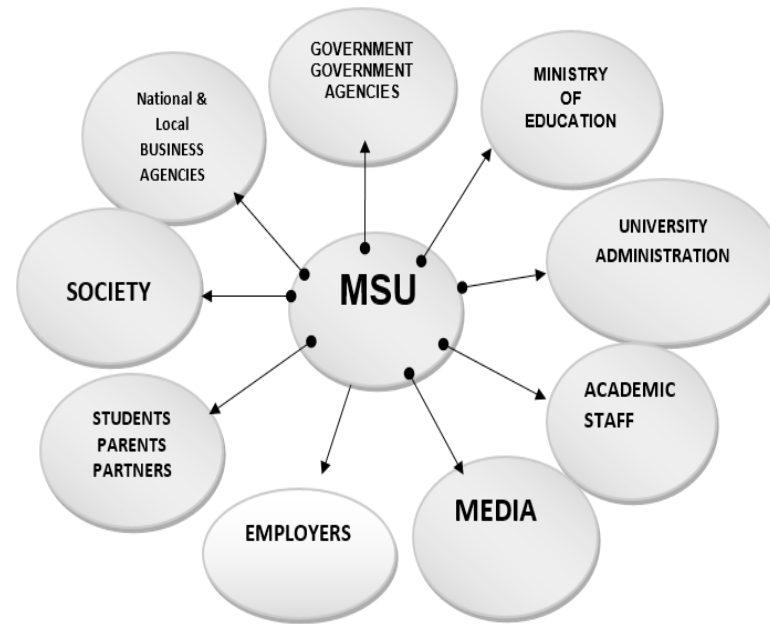 GOVERNMENT
GOVERNMENT
AGENCIES
MINISTRY
OF
EDUCATION
National &
Local
BUSINESS
AGENCIES
UNIVERSITY
ADMINISTRATION
SOCIETY
MSU
ACADEMIC
STAFF
STUDENTS
PARENTS
PARTNERS
EMPLOYERS
MEDIA